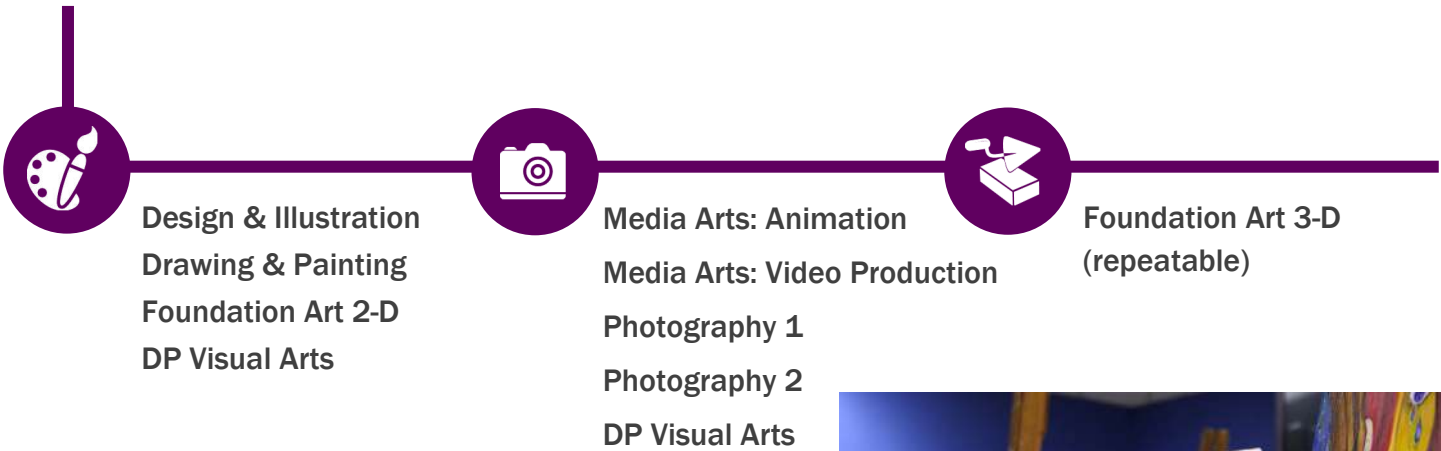 Design & Illustration
Drawing & Painting
Foundation Art 2-D
DP Visual Arts
Media Arts: Animation
Media Arts: Video Production
Photography 1
Photography 2
DP Visual Arts
Foundation Art 3-D
(repeatable)